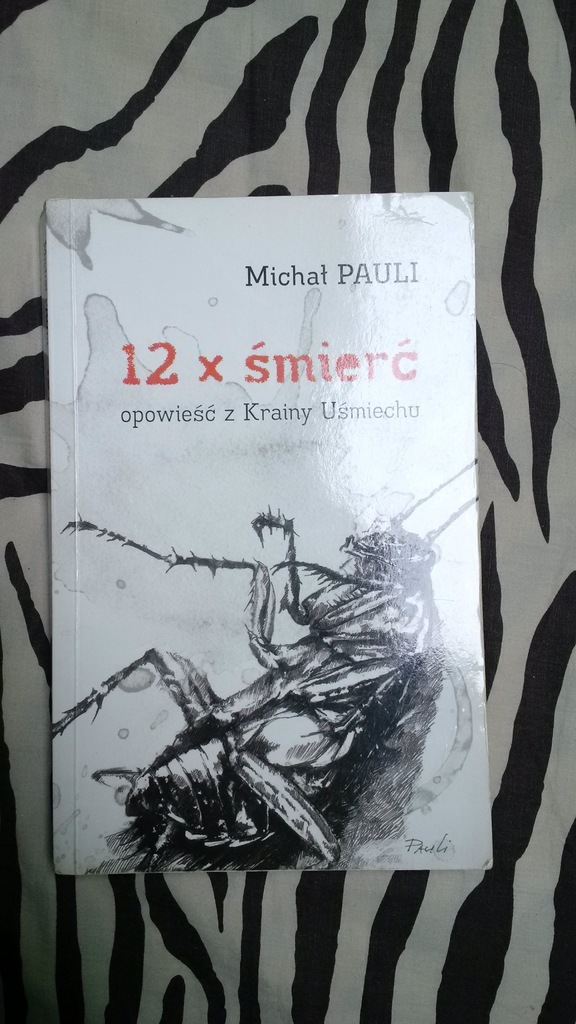 Michał PAULI
12 x śmierć
opowieść z Krainy Uśmiechu
Pauli